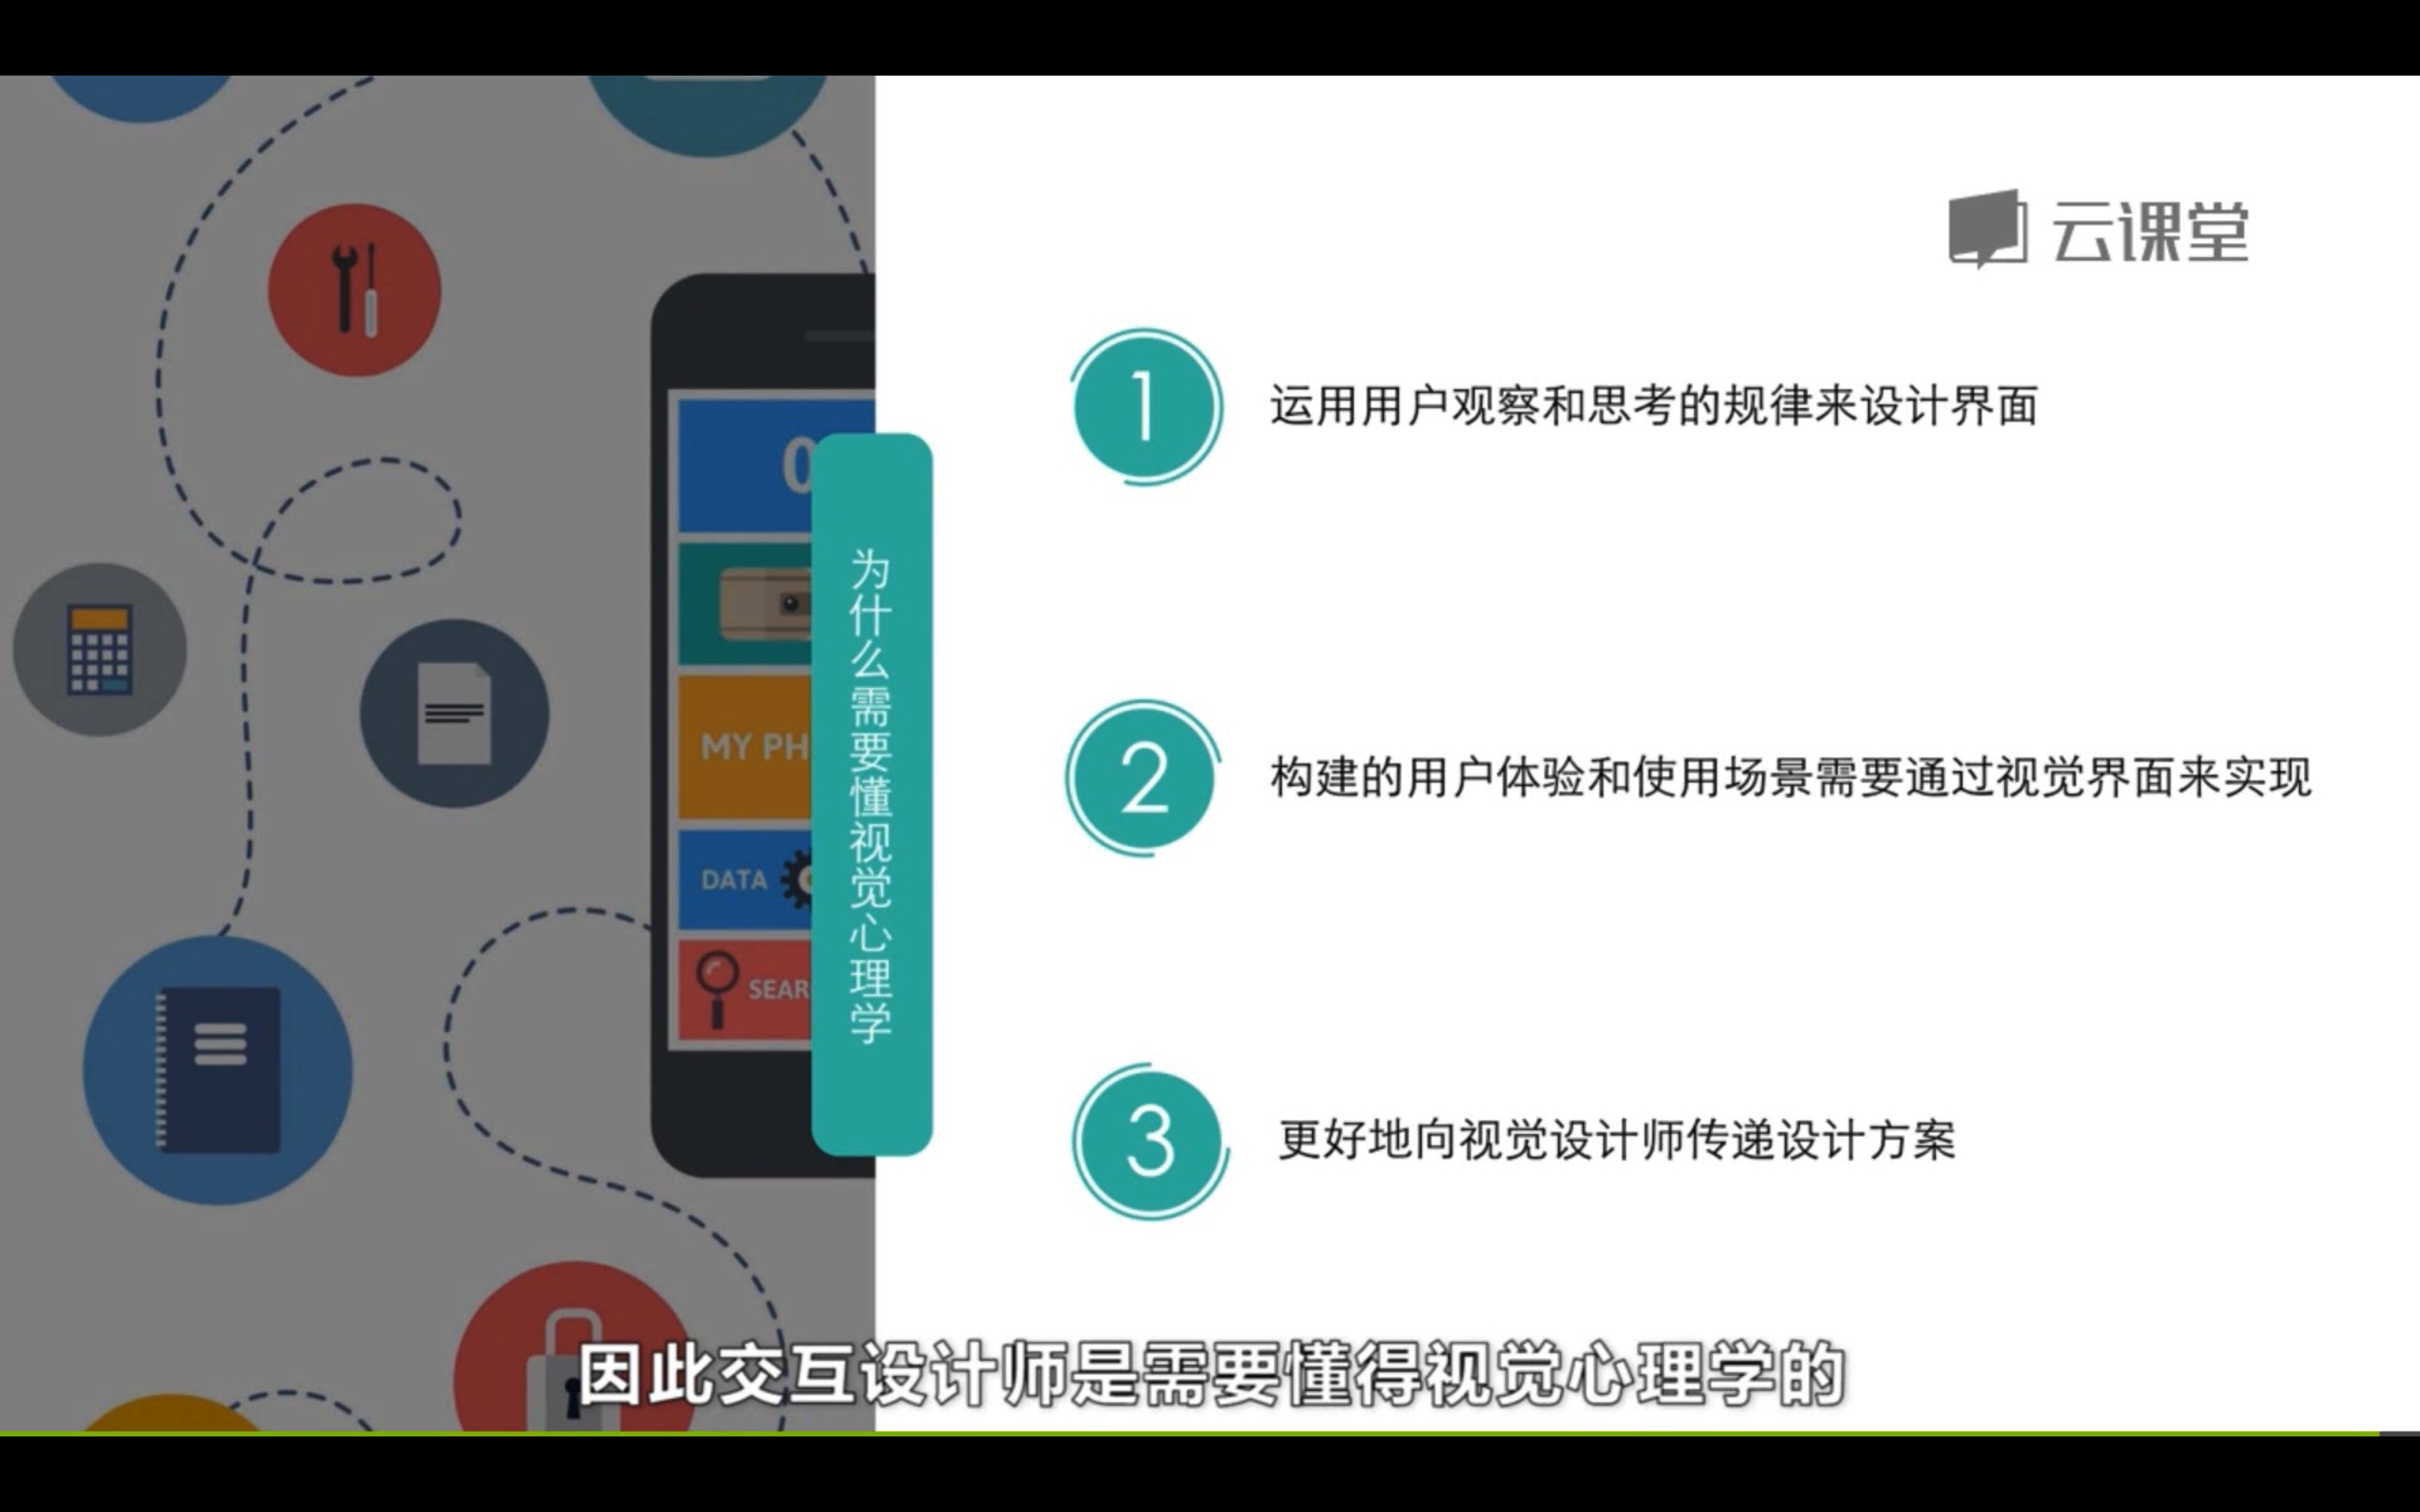 云课堂
1
运用用户观察和思考的规律来设计界面
为什么需要懂视觉心理学
2
构建的用户体验和使用场景需要通过视觉界面来实现
3
更好地向视觉设计师传递设计方案
0
MY PH
DATA
SEAR
因此交互设计师是需要懂得视觉心理学的